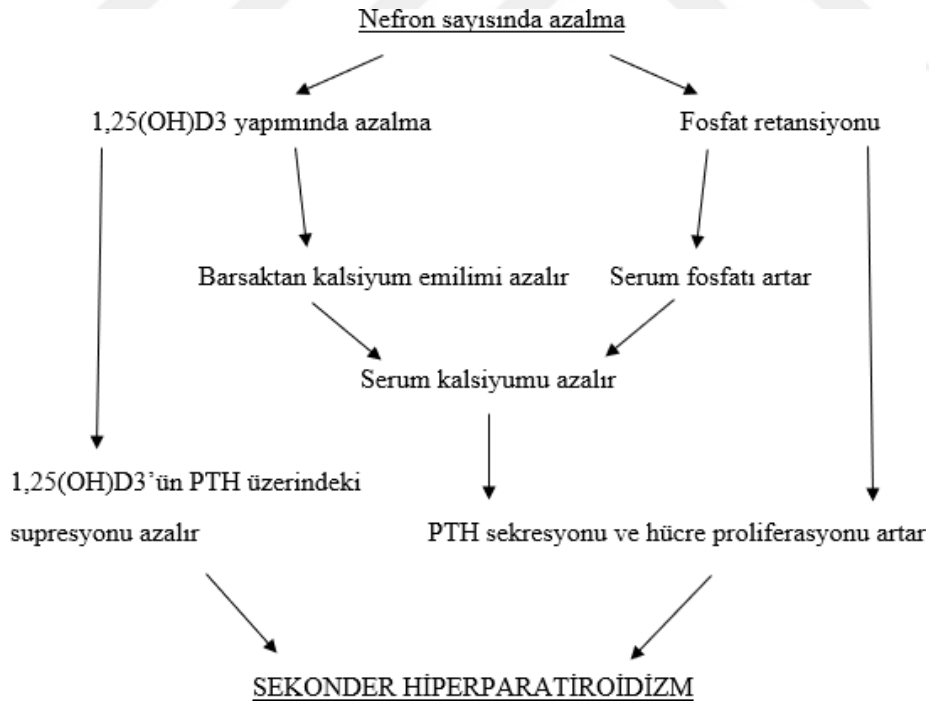 Nefron sayısında azalma
1,25(OH)D3 yapımında azalma
Fosfat retansiyonu
Barsaktan kalsiyum emilimi azalır
Serum fosfatı artar
Serum kalsiyumu azalır
1,25(OH)D3'ün PTH üzerindeki
supresyonu azalır
PTH sekresyonu ve hücre proliferasyonu artar
SEKONDER HİPERPARATİROİDİZM